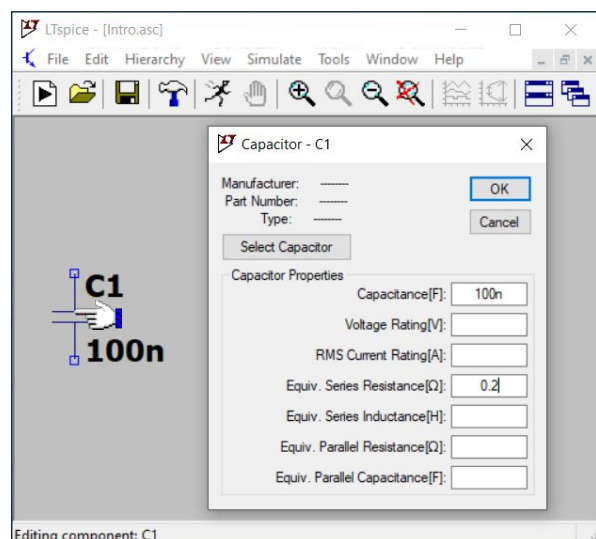 LTspice - [Intro.asc]
File Edit Hierarchy View Simulate Tools Window Help
Capacitor - C1
Manufacturer: --------
Part Number: --------
Type: --------
OK
Cancel
Select Capacitor
Capacitor Properties
Capacitance[F]: 100n
Voltage Rating[V]:
RMS Current Rating[A]:
Equiv. Series Resistance[Ω]: 0.2
Equiv. Series Inductance[H]:
Equiv. Parallel Resistance[Ω]:
Equiv. Parallel Capacitance[F]:
C1
100n
Editing component: C1